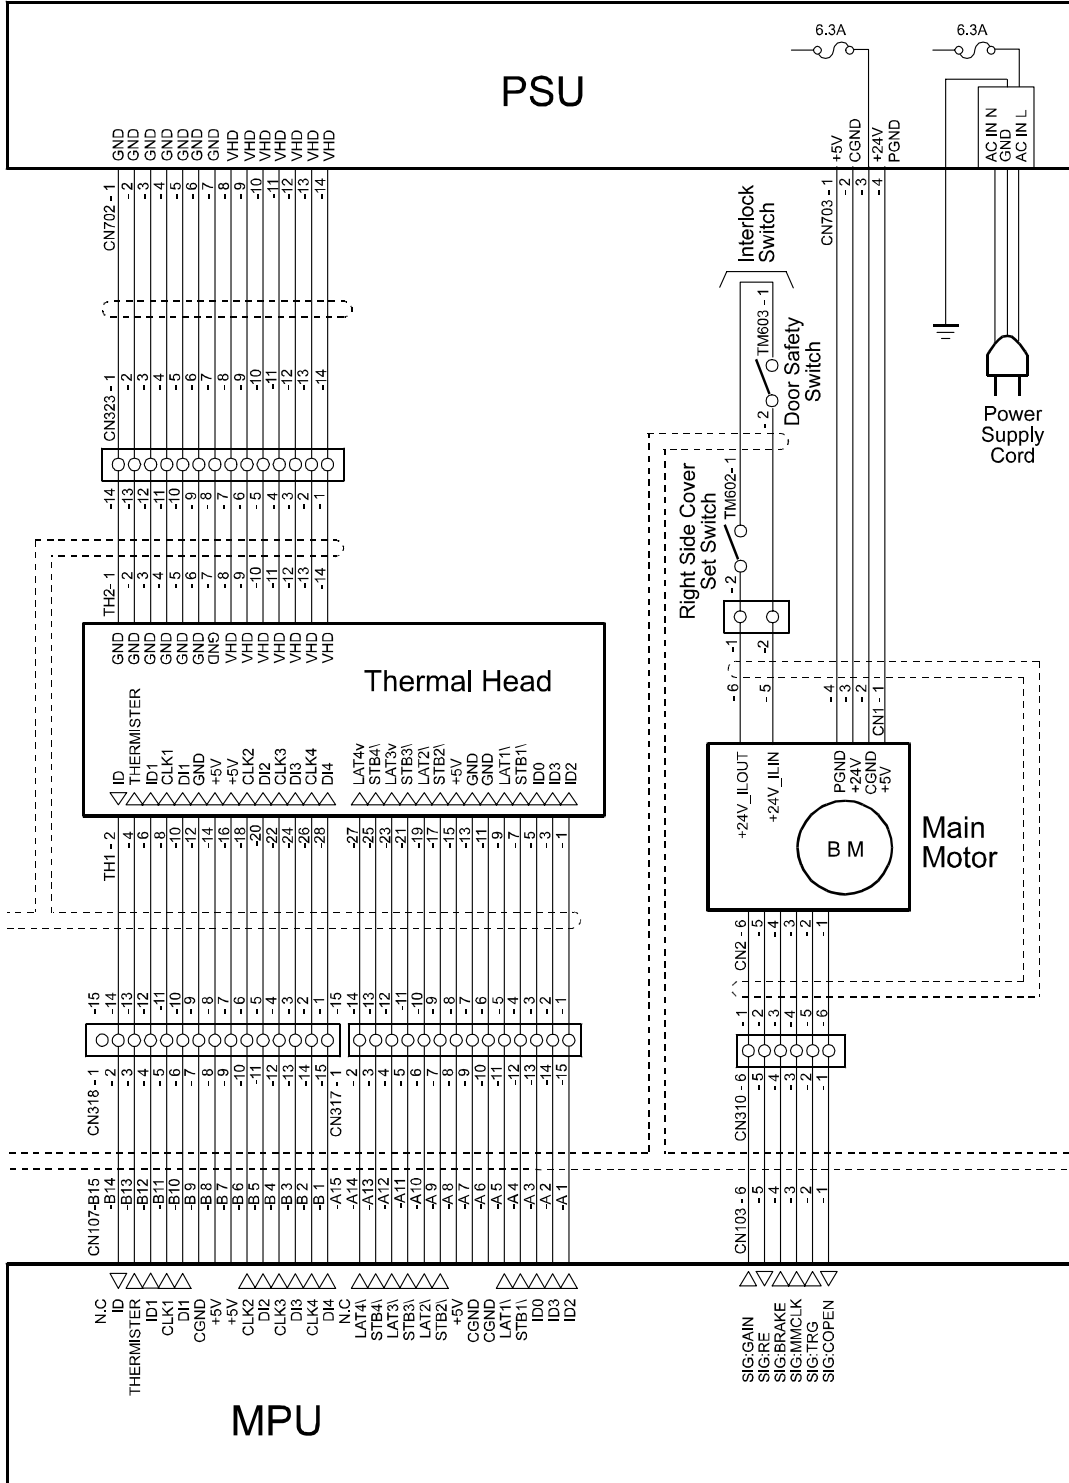 6.3A
6.3A
PSU
GND
GND
GND
GND
GND
GND
GND
VHD
VHD
VHD
VHD
VHD
VHD
VHD
+5V
CGND
+24V
PGND
AC IN N
GND
AC IN L
CN702 - 1
- 2
-3
-4
-5
-6
-7
- 8
-9
-10
-11
-12
-13
-14
CN703 - 1
- 2
- 3
- 4
Interlock
Switch
TM603 - 1
- 2
Door Safety
Switch
Power
Supply
Cord
CN323 - 1
- 2
- 3
- 4
- 5
- 6
- 7
- 8
- 9
-10
-11
-12
-13
-14
-14
-13
-12
-11
-10
- 9
- 8
- 7
- 6
- 5
- 4
- 3
- 2
- 1
Right Side Cover
Set Switch
TM602- 1
- 2
-1
-2
TH2- 1
- 2
- 3
- 4
- 5
- 6
- 7
- 8
- 9
-10
-11
-12
-13
-14
GND
GND
GND
GND
GND
GND
GND
VHD
VHD
VHD
VHD
VHD
VHD
VHD
Thermal Head
ID
THERMISTER
ID1
CLK1
DI1
GND
+5V
+5V
CLK2
DI2
CLK3
DI3
CLK4
DI4
LAT4v
STB4\
LAT3v
STB3\
LAT2\
STB2\
+5V
GND
GND
LAT1\
STB1\
ID0
ID3
ID2
- 6
- 5
- 4
- 3
- 2
CN1 - 1
+24V_ILOUT
+24V_ILIN
PGND
+24V
CGND
+5V
B M
Main
Motor
TH1 - 2
- 4
- 6
- 8
-10
-12
-14
-16
-18
-20
-22
-24
-26
-28
-27
-25
-23
-21
-19
-17
-15
-13
-11
- 9
- 7
-5
-3
-1
CN2 - 6
- 5
- 4
- 3
- 2
- 1
-15
-14
-13
-12
-11
-10
- 9
- 8
- 7
- 6
- 5
- 4
- 3
- 2
- 1
-15
-14
-13
-12
-11
-10
- 9
- 8
- 7
- 6
- 5
- 4
- 3
- 2
- 1
- 1
- 2
- 3
- 4
- 5
- 6
CN318 - 1
- 2
- 3
- 4
- 5
- 6
- 7
- 8
- 9
-10
-11
-12
-13
-14
-15
CN317 - 1
- 2
- 3
- 4
- 5
- 6
- 7
- 8
- 9
-10
-11
-12
-13
-14
-15
CN310 - 6
- 5
- 4
- 3
- 2
- 1
CN107-B15
-B14
-B13
-B12
-B11
-B10
-B 9
-B 8
-B 7
-B 6
-B 5
-B 4
-B 3
-B 2
-B 1
-A15
-A14
-A13
-A12
-A11
-A10
-A 9
-A 8
-A 7
-A 6
-A 5
-A 4
-A 3
-A 2
-A 1
CN103 - 6
- 5
- 4
- 3
- 2
- 1
N.C
ID
THERMISTER
ID1
CLK1
DI1
CGND
+5V
+5V
CLK2
DI2
CLK3
DI3
CLK4
DI4
N.C
LAT4\
STB4\
LAT3\
STB3\
LAT2\
STB2\
+5V
CGND
CGND
LAT1\
STB1\
ID0
ID3
ID2
SIG:GAIN
SIG:RE
SIG:BRAKE
SIG:MMCLK
SIG:TRG
SIG:COPEN
MPU